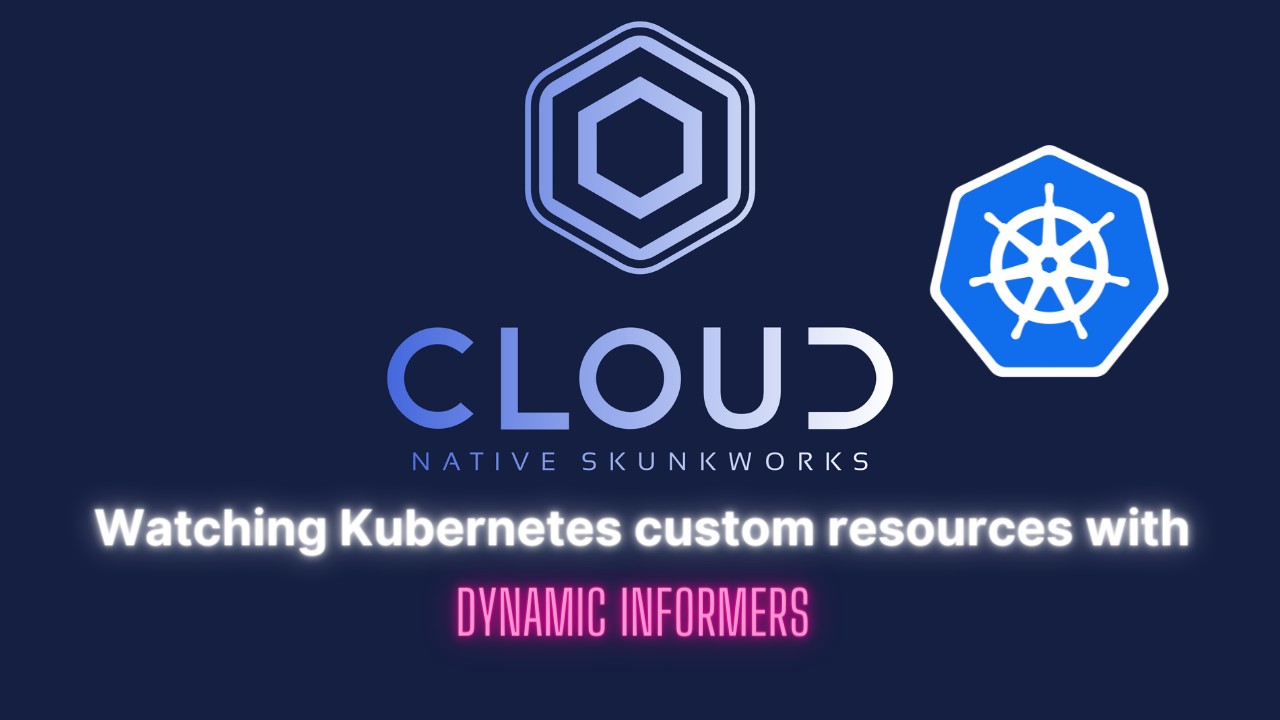 CLOUD
NATIVE SKUNKWORKS
Watching Kubernetes custom resources with
DYNAMIC INFORMERS